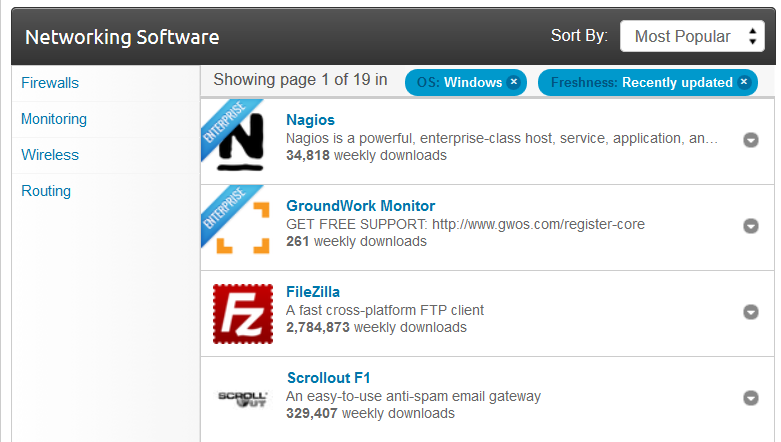 Networking Software
Sort By: Most Popular
Firewalls
Monitoring
Wireless
Routing
Showing page 1 of 19 in OS: Windows Freshness: Recently updated
ENTERPRISE
N
Nagios
Nagios is a powerful, enterprise-class host, service, application, an…
34,818 weekly downloads
ENTERPRISE
GroundWork Monitor
GET FREE SUPPORT: http://www.gwos.com/register-core
261 weekly downloads
Fz
FileZilla
A fast cross-platform FTP client
2,784,873 weekly downloads
SCROLL
OUT
Scrollout F1
An easy-to-use anti-spam email gateway
329,407 weekly downloads